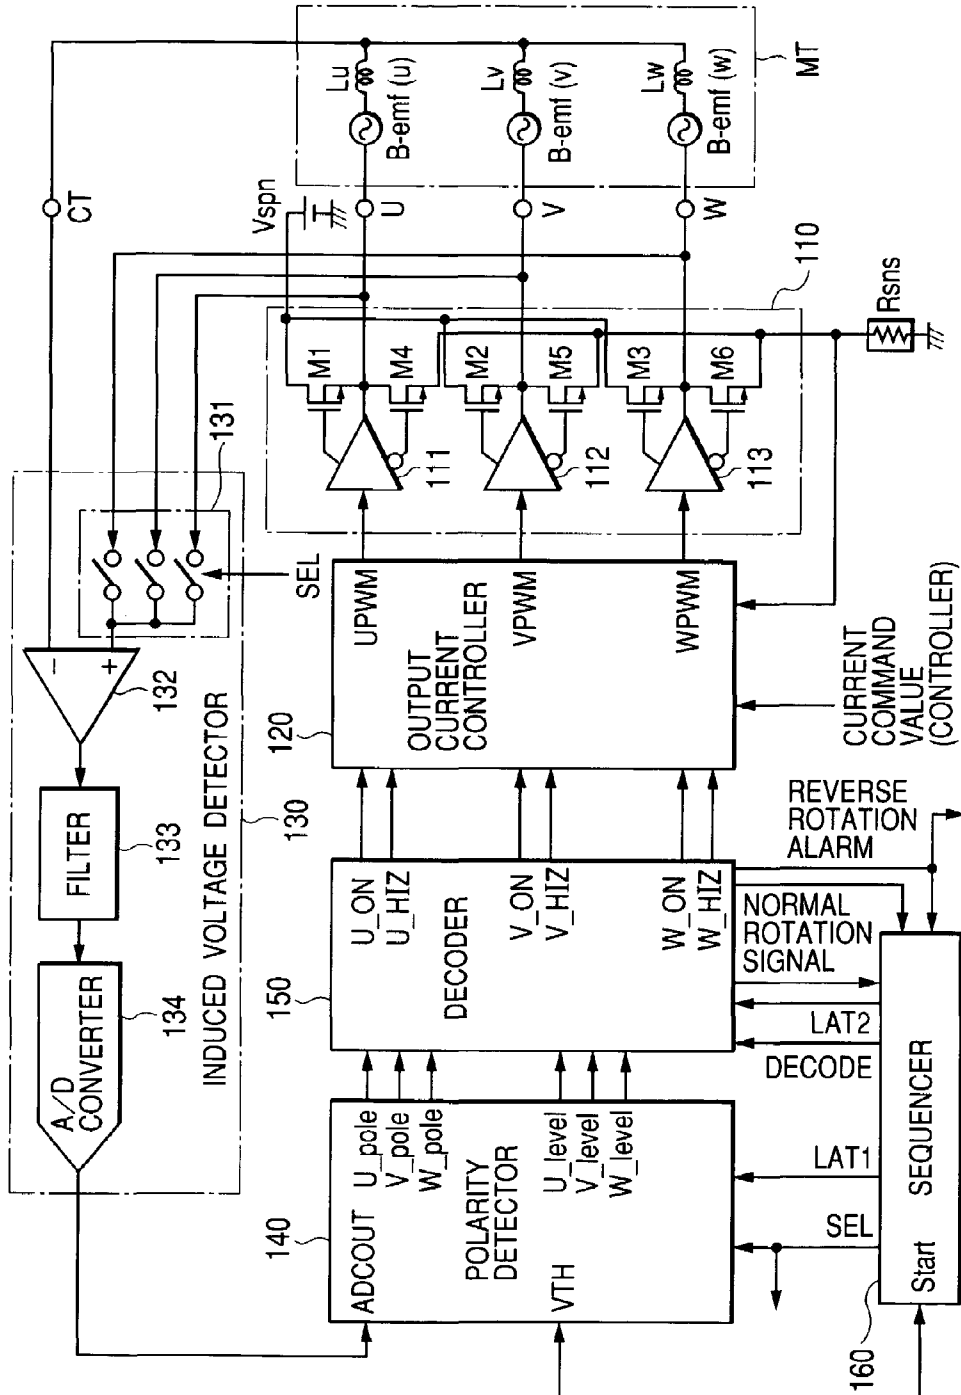 CT
Lu
B-emf (u)
Lv
B-emf (v)
Lw
B-emf (w)
MT
Vspn
U
V
W
131
SEL
132
FILTER
133
A/D
CONVERTER
134
INDUCED VOLTAGE DETECTOR
130
M1
M4
111
M2
M5
112
M3
M6
113
110
Rsns
120
UPWM
VPWM
WPWM
OUTPUT
CURRENT
CONTROLLER
CURRENT
COMMAND
VALUE
(CONTROLLER)
150
U_ON
U_HIZ
V_ON
V_HIZ
W_ON
W_HIZ
DECODER
REVERSE
ROTATION
ALARM
NORMAL
ROTATION
SIGNAL
LAT2
DECODE
140
ADCOUT
U_pole
V_pole
W_pole
POLARITY
DETECTOR
U_level
V_level
W_level
VTH
LAT1
SEL
160
Start
SEQUENCER
+
−